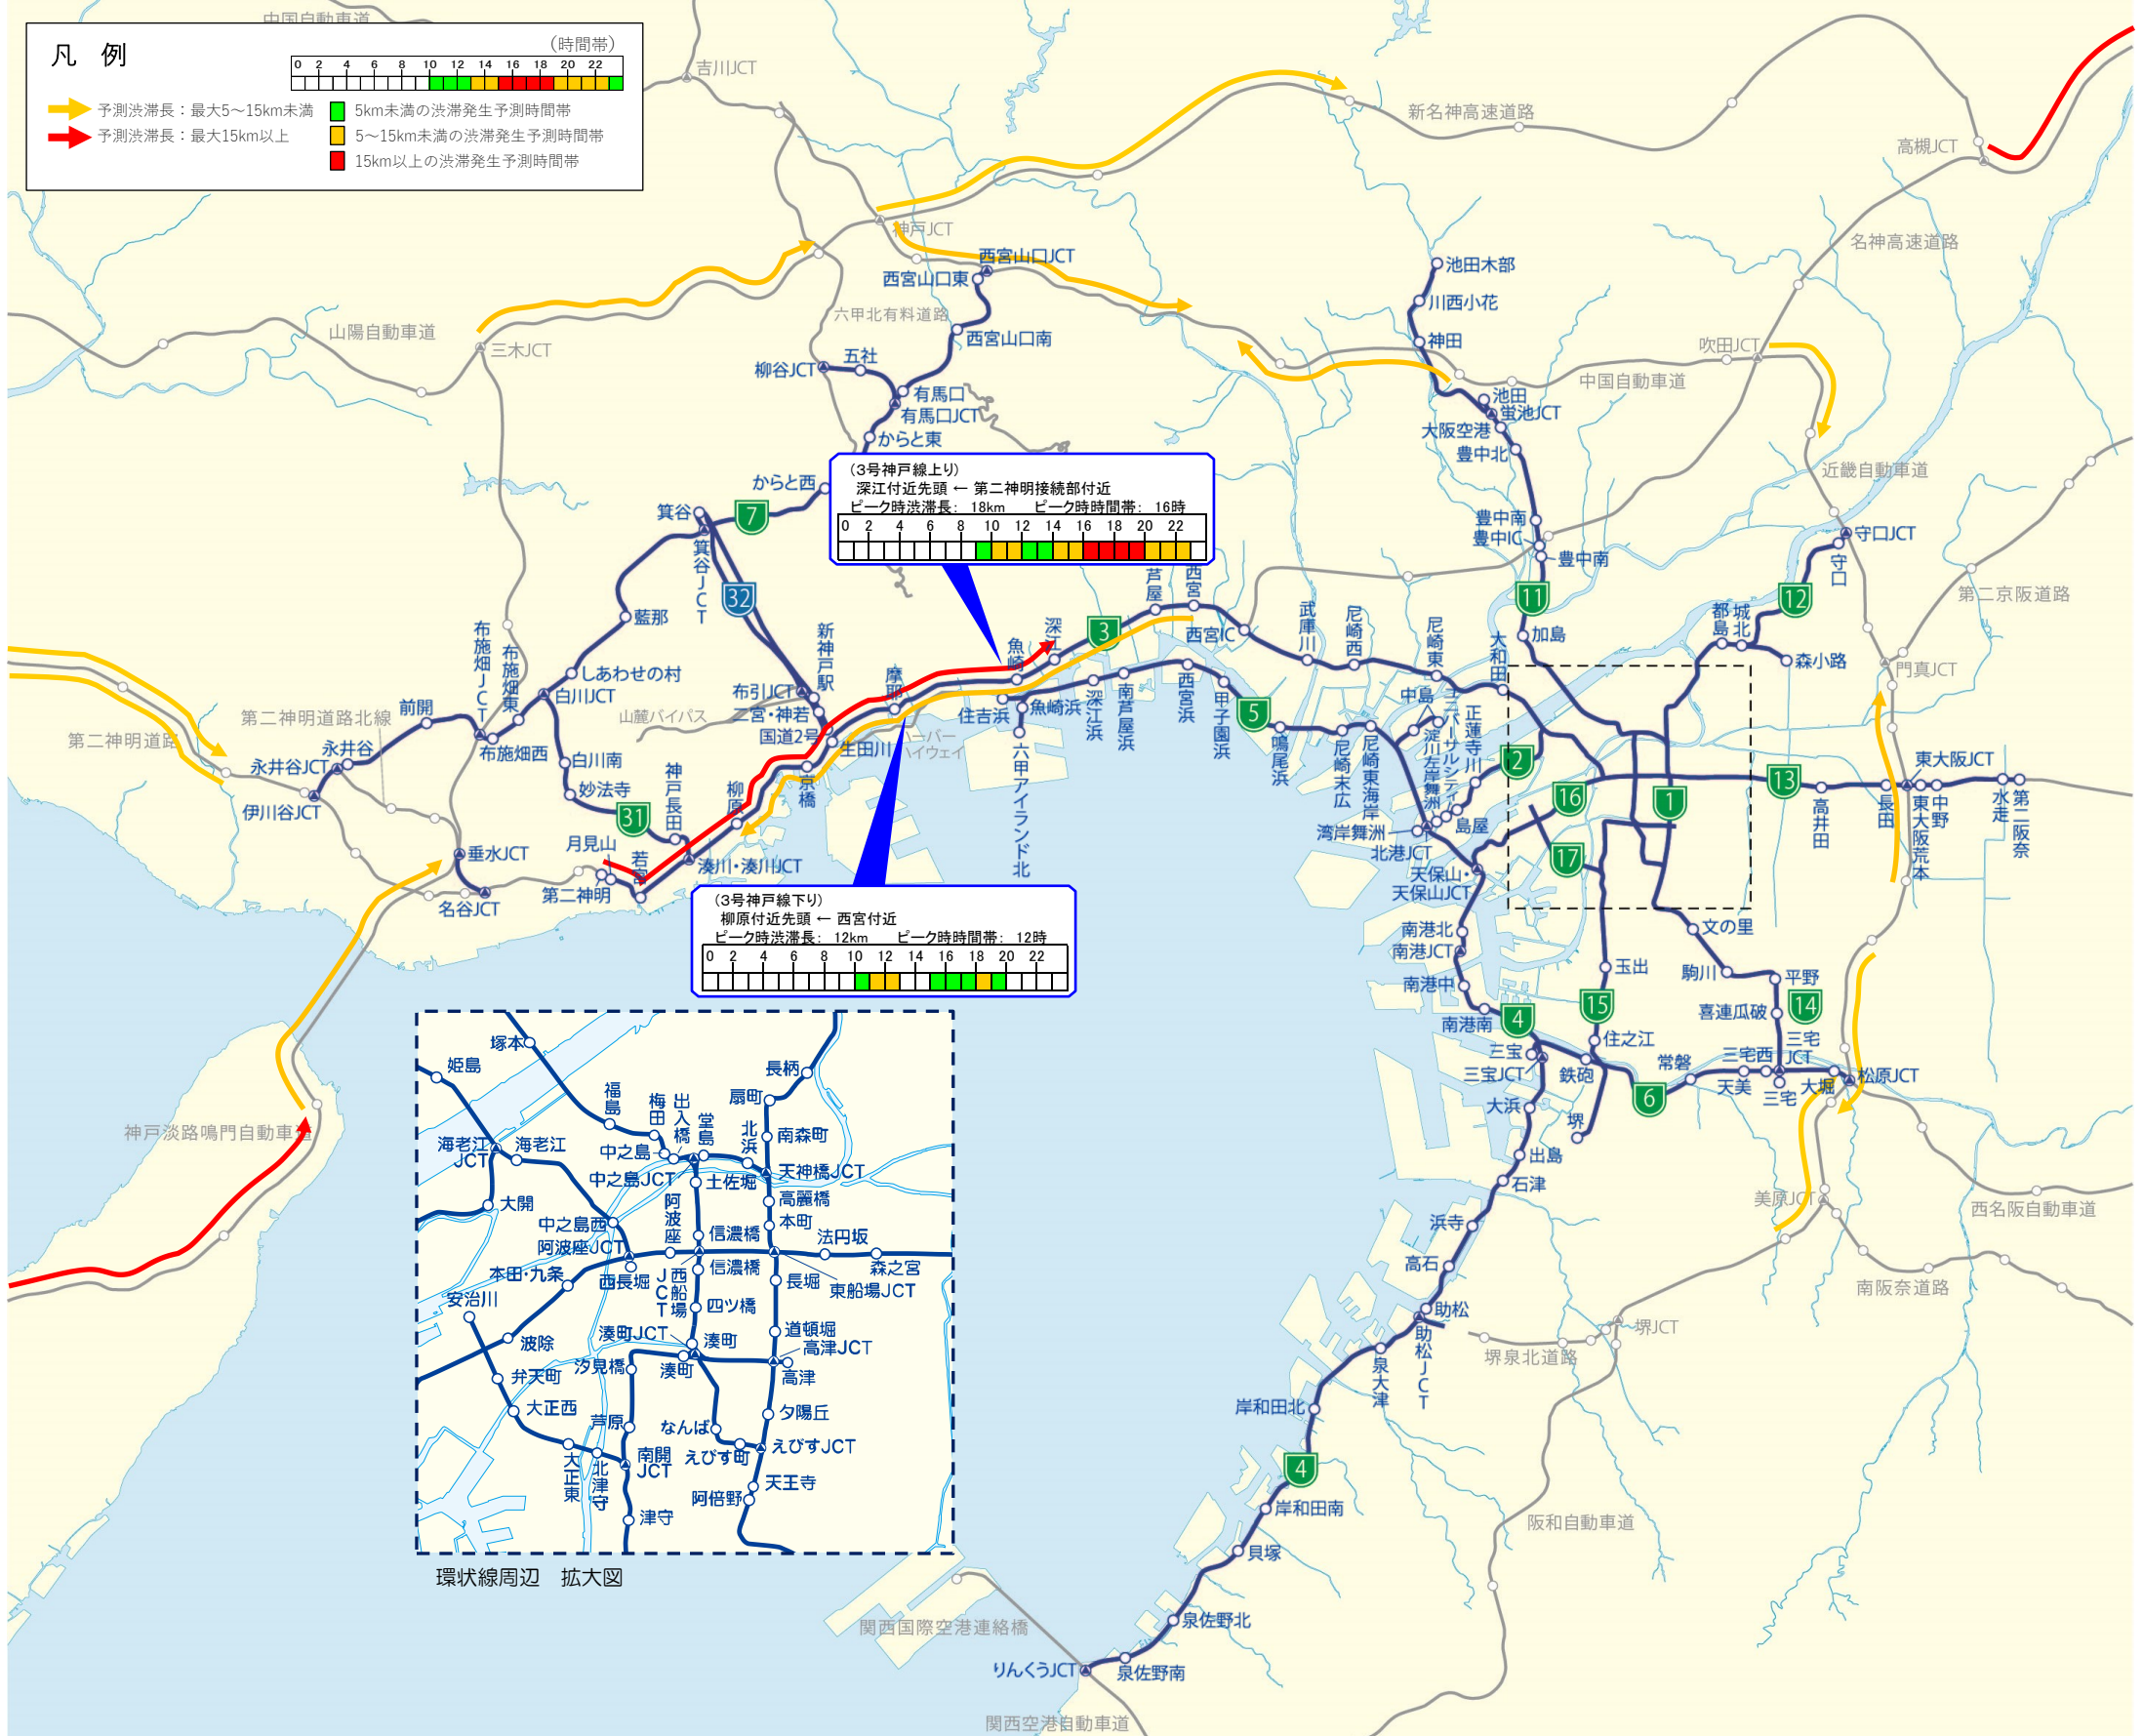 中国自動車道
凡 例
（時間帯）
0 2 4 6 8 10 12 14 16 18 20 22
予測渋滞長：最大5～15km未満
5km未満の渋滞発生予測時間帯
予測渋滞長：最大15km以上
5～15km未満の渋滞発生予測時間帯
15km以上の渋滞発生予測時間帯
吉川JCT
新名神高速道路
高槻JCT
名神高速道路
神戸JCT
西宮山口JCT
西宮山口東
六甲北有料道路
西宮山口南
池田木部
川西小花
神田
山陽自動車道
三木JCT
吹田JCT
中国自動車道
柳谷JCT
五社
有馬口
有馬口JCT
からと東
池田
蛍池JCT
大阪空港
豊中北
近畿自動車道
（3号神戸線上り）
深江付近先頭 ← 第二神明接続部付近
ピーク時渋滞長： 18km ピーク時時間帯： 16時
0 2 4 6 8 10 12 14 16 18 20 22
からと西
箕谷
7
箕谷JCT
豊中南
豊中IC
豊中南
守口JCT
守口
第二京阪道路
32
藍那
しあわせの村
白川JCT
布施畑JCT
布施畑東
布施畑西
前開
第二神明道路北線
第二神明道路
永井谷
永井谷JCT
伊川谷JCT
白川南
妙法寺
31
新神戸駅
布引JCT
二宮・神若
国道2号
山麓バイパス
生田川
ハーバー
ハイウェイ
摩耶
京橋
神戸長田
柳原
月見山
若宮
湊川・湊川JCT
第二神明
垂水JCT
名谷JCT
魚崎
深江
3
芦屋
西宮
西宮IC
武庫川
尼崎西
尼崎東
大和田
11
加島
都島
城北
12
森小路
門真JCT
住吉浜
魚崎浜
六甲アイランド北
深江浜
南芦屋浜
西宮浜
甲子園浜
5
鳴尾浜
尼崎末広
尼崎東海岸
中島
ユニバーサルシティ
淀川左岸舞洲
正蓮寺川
2
島屋
湾岸舞洲
北港JCT
天保山・
天保山JCT
16
17
1
13
高井田
長田
東大阪JCT
東大阪荒本
中野
水走
第二阪奈
（3号神戸線下り）
柳原付近先頭 ← 西宮付近
ピーク時渋滞長： 12km ピーク時時間帯： 12時
0 2 4 6 8 10 12 14 16 18 20 22
南港北
南港JCT
南港中
南港南
4
玉出
15
住之江
文の里
駒川
平野
14
喜連瓜破
三宝
三宝JCT
鉄砲
常磐
6
三宅西
三宅
JCT
天美
三宅
大堀
松原JCT
大浜
堺
出島
石津
浜寺
高石
助松
助松JCT
泉大津
岸和田北
4
岸和田南
貝塚
泉佐野北
泉佐野南
りんくうJCT
美原JCT
西名阪自動車道
南阪奈道路
堺JCT
堺泉北道路
阪和自動車道
関西国際空港連絡橋
関西空港自動車道
神戸淡路鳴門自動車道
塚本
姫島
福島
梅田
出入橋
堂島
北浜
長柄
扇町
南森町
海老江
JCT
海老江
中之島
中之島JCT
土佐堀
天神橋JCT
高麗橋
大開
阿波座
中之島西
阿波座JCT
信濃橋
本町
法円坂
森之宮
本田・九条
西長堀
西船場JCT
信濃橋
長堀
東船場JCT
安治川
四ツ橋
波除
湊町JCT
湊町
道頓堀
高津JCT
汐見橋
湊町
高津
弁天町
大正西
芦原
なんば
夕陽丘
えびす町
えびすJCT
大正東
北津守
南開
JCT
天王寺
阿倍野
津守
環状線周辺 拡大図